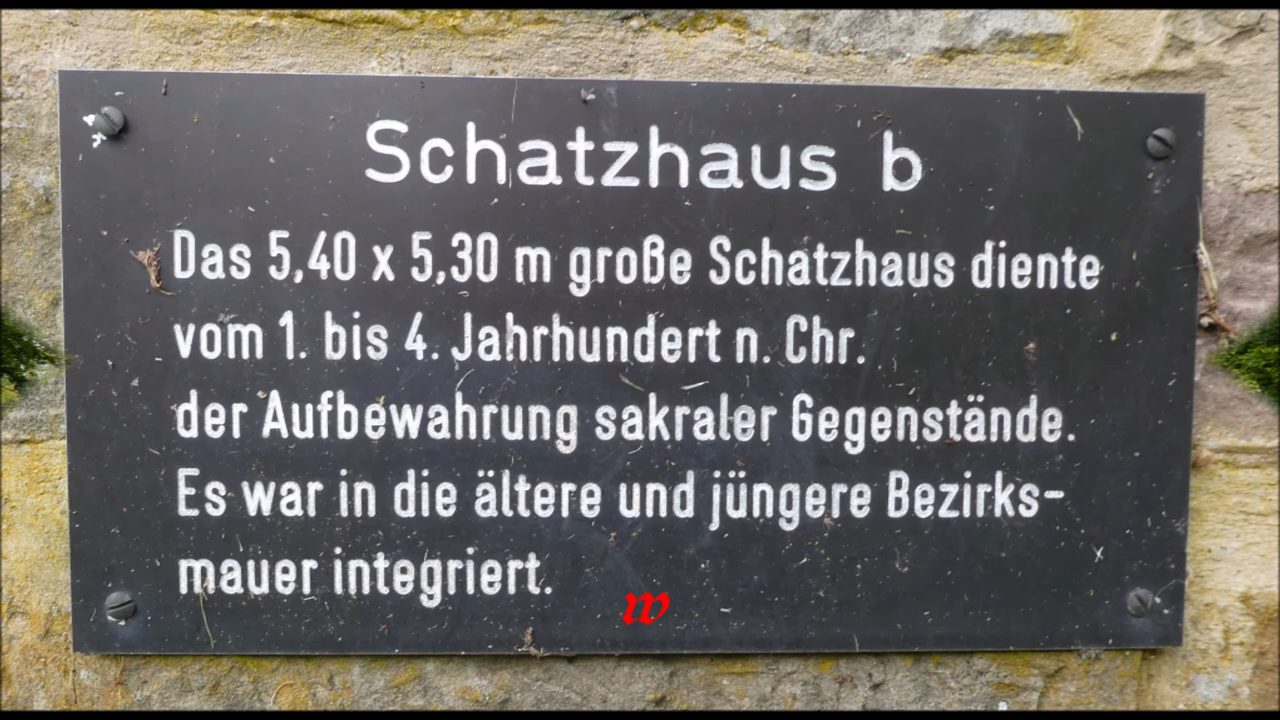 Schatzhaus b
Das 5,40 x 5,30 m große Schatzhaus diente
vom 1. bis 4. Jahrhundert n. Chr.
der Aufbewahrung sakraler Gegenstände.
Es war in die ältere und jüngere Bezirks-
mauer integriert.
w